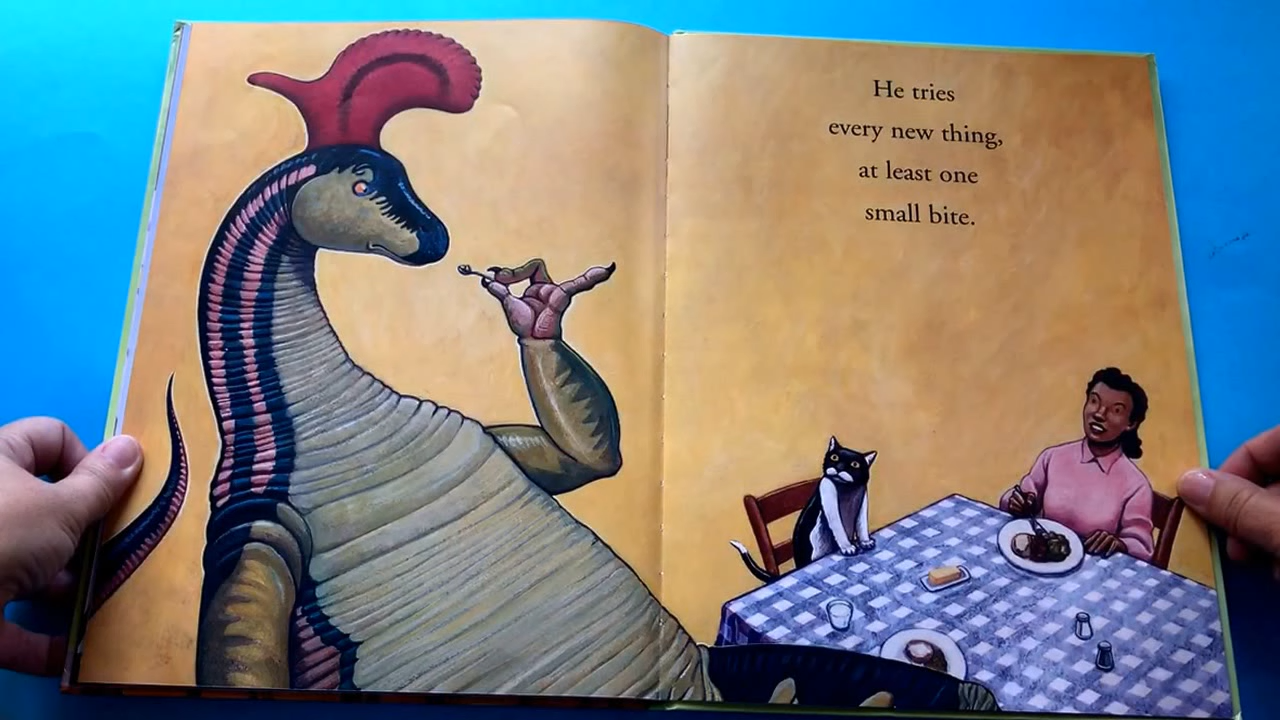 He tries
every new thing,
at least one
small bite.